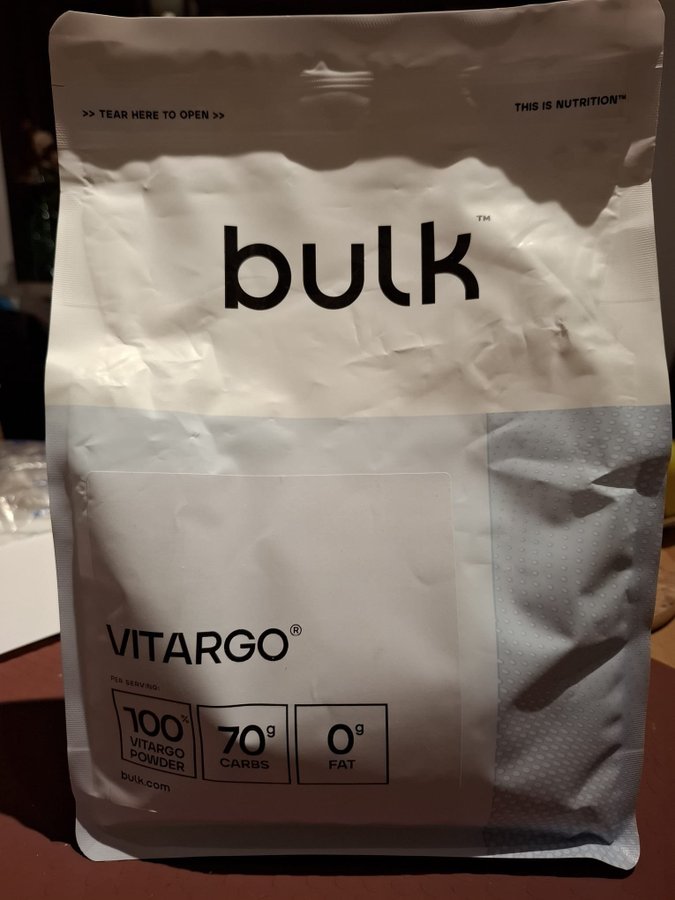 >> TEAR HERE TO OPEN >>
THIS IS NUTRITION™
bulk™
VITARGO®
PER SERVING:
100%
VITARGO
POWDER
70g
CARBS
0g
FAT
bulk.com